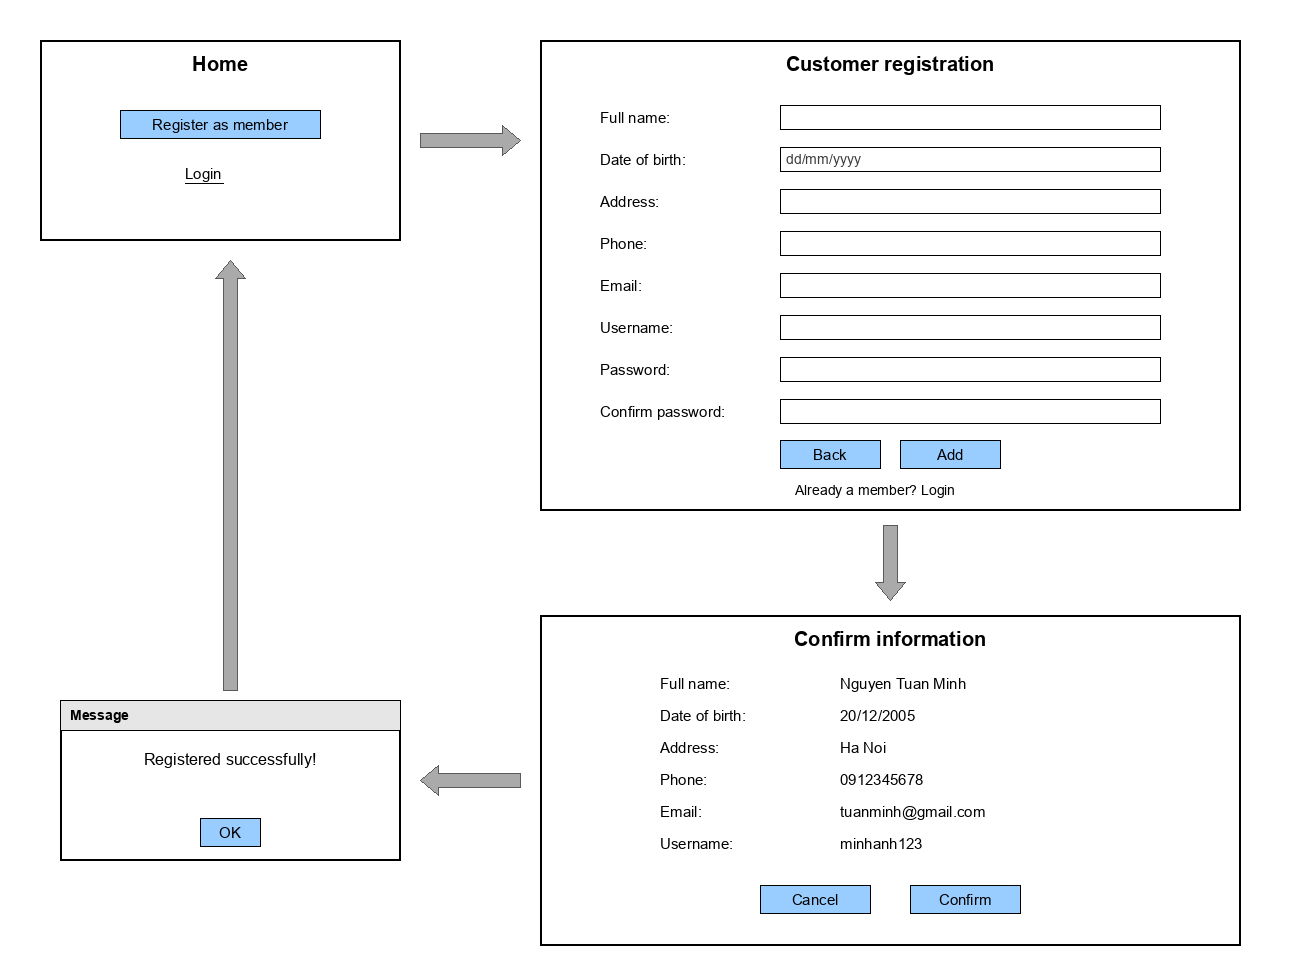 Home
Register as member
Login
Customer registration
Full name:
Date of birth: dd/mm/yyyy
Address:
Phone:
Email:
Username:
Password:
Confirm password:
Back Add
Already a member? Login
Confirm information
Full name: Nguyen Tuan Minh
Date of birth: 20/12/2005
Address: Ha Noi
Phone: 0912345678
Email: tuanminh@gmail.com
Username: minhanh123
Cancel Confirm
Message
Registered successfully!
OK